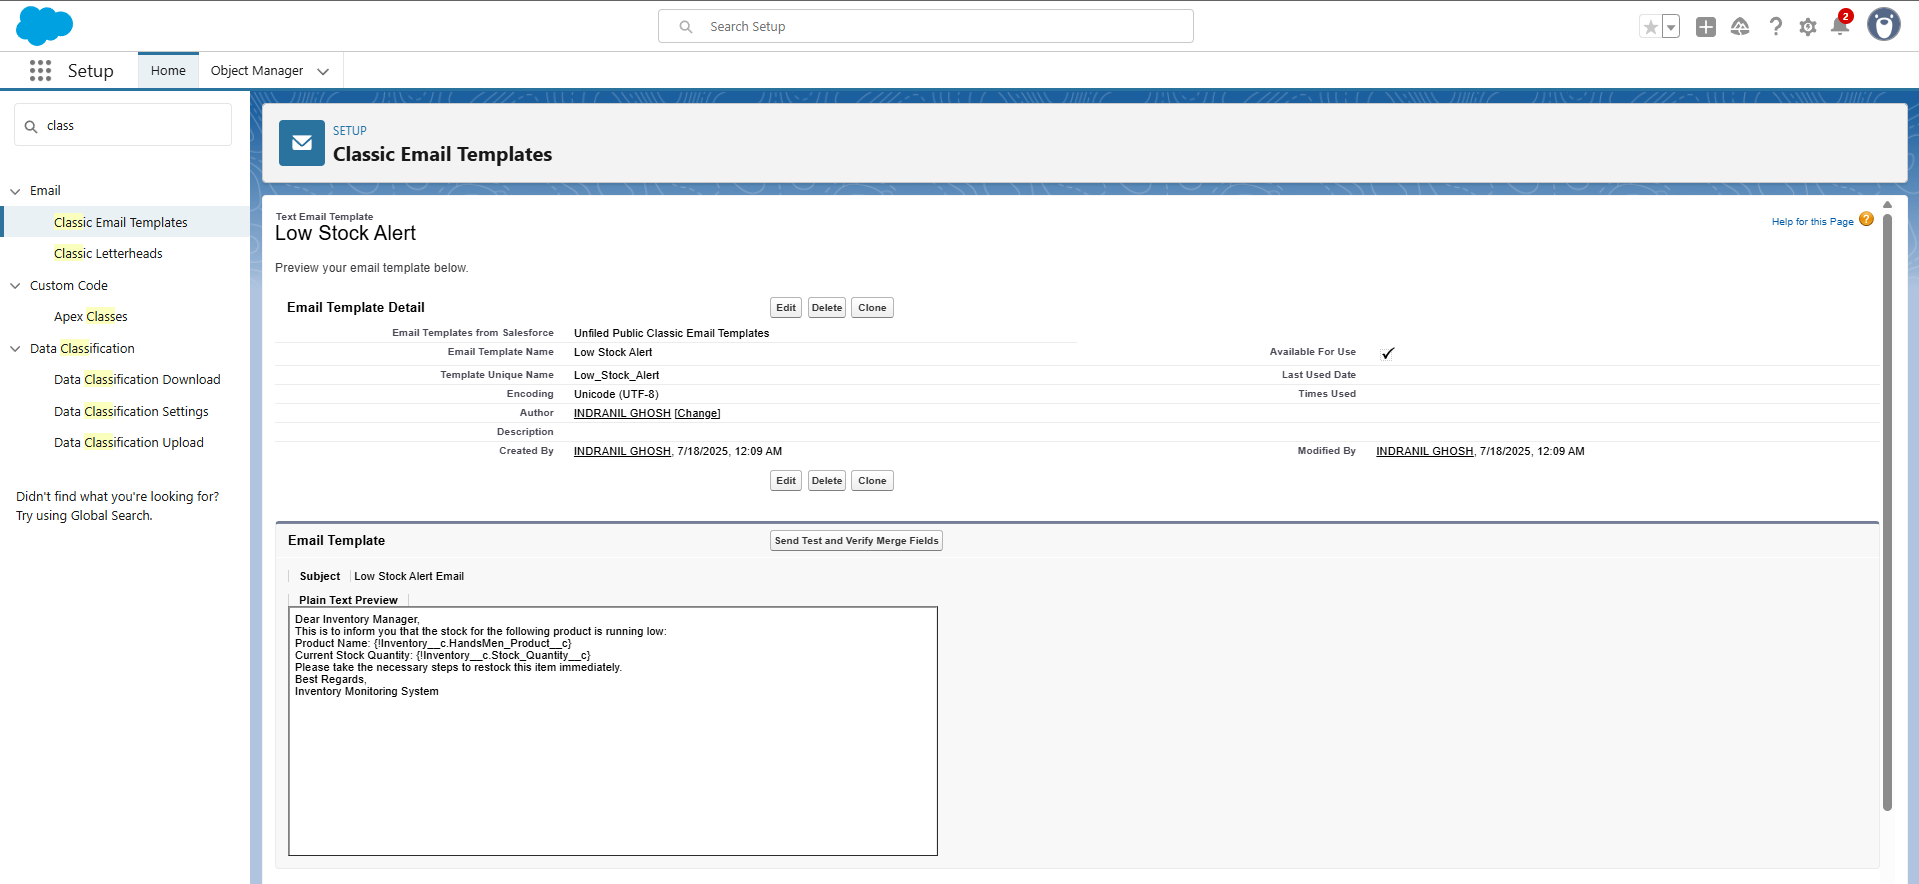 Search Setup
2
Setup
Home
Object Manager
class
Email
Classic Email Templates
Classic Letterheads
Custom Code
Apex Classes
Data Classification
Data Classification Download
Data Classification Settings
Data Classification Upload
Didn't find what you're looking for?
Try using Global Search.
SETUP
Classic Email Templates
Text Email Template
Low Stock Alert
Help for this Page ?
Preview your email template below.
Email Template Detail
Edit Delete Clone
Email Templates from Salesforce Unfiled Public Classic Email Templates
Email Template Name Low Stock Alert Available For Use ✓
Template Unique Name Low_Stock_Alert Last Used Date
Encoding Unicode (UTF-8) Times Used
Author INDRANIL GHOSH [Change]
Description
Created By INDRANIL GHOSH, 7/18/2025, 12:09 AM Modified By INDRANIL GHOSH, 7/18/2025, 12:09 AM
Edit Delete Clone
Email Template Send Test and Verify Merge Fields
Subject Low Stock Alert Email
Plain Text Preview
Dear Inventory Manager,
This is to inform you that the stock for the following product is running low:
Product Name: {!Inventory__c.HandsMen_Product__c}
Current Stock Quantity: {!Inventory__c.Stock_Quantity__c}
Please take the necessary steps to restock this item immediately.
Best Regards,
Inventory Monitoring System